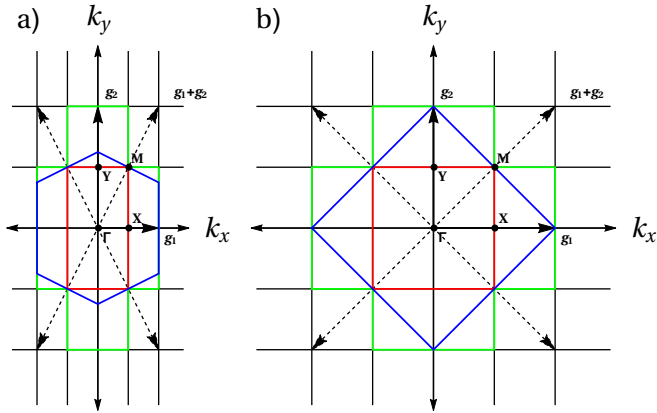 a)
k_y
g₂
g₁+g₂
M
Y
X
Γ
g₁
k_x
b)
k_y
g₂
g₁+g₂
M
Y
X
Γ
g₁
k_x